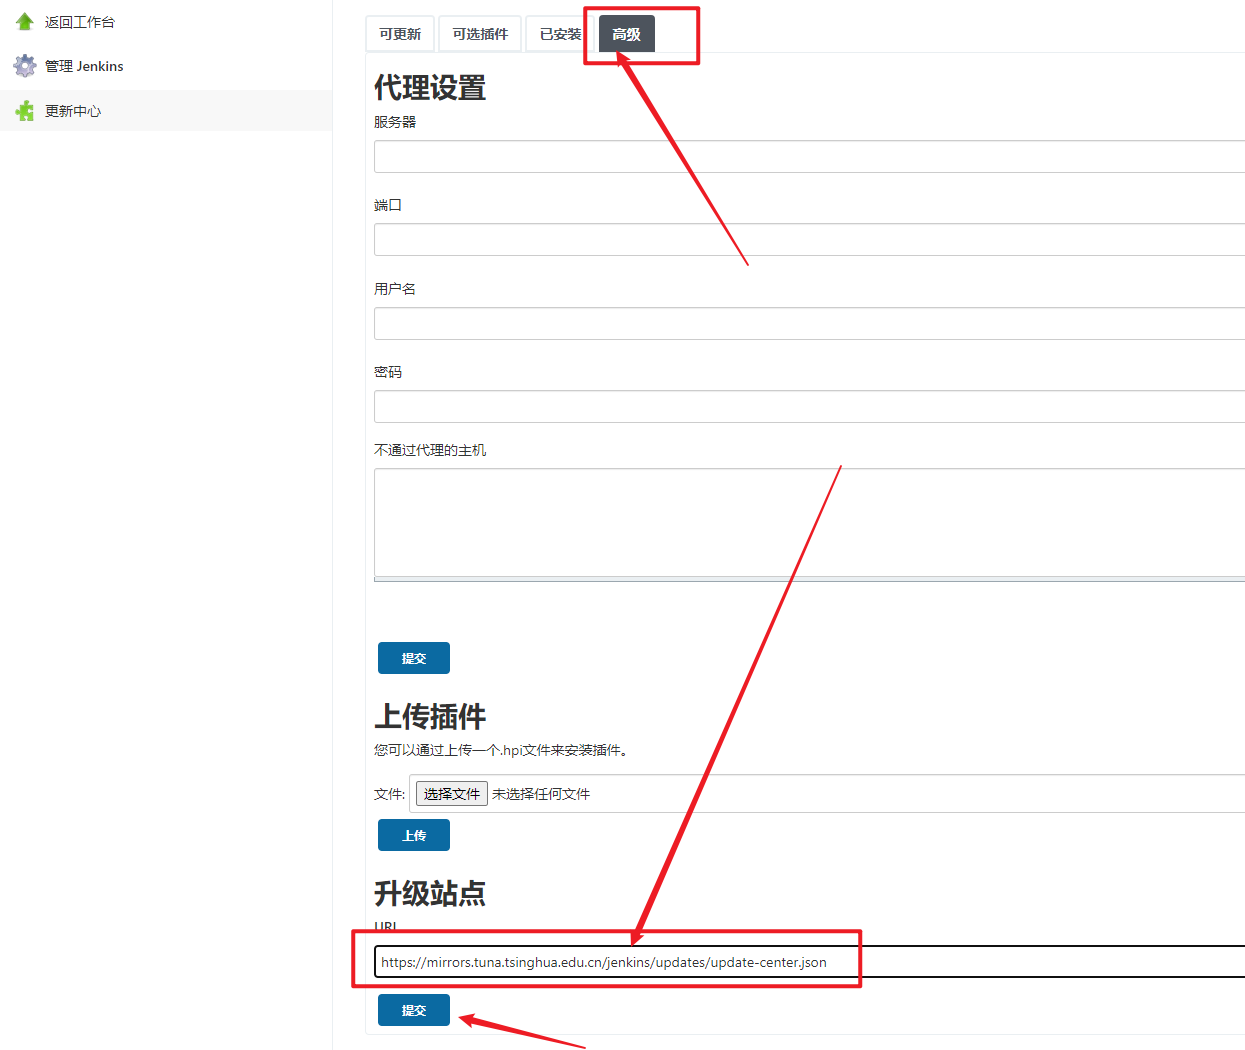 返回工作台
管理 Jenkins
更新中心
可更新 可选插件 已安装 高级
代理设置
服务器
端口
用户名
密码
不通过代理的主机
提交
上传插件
您可以通过上传一个.hpi文件来安装插件。
文件: 选择文件 未选择任何文件
上传
升级站点
URL
https://mirrors.tuna.tsinghua.edu.cn/jenkins/updates/update-center.json
提交